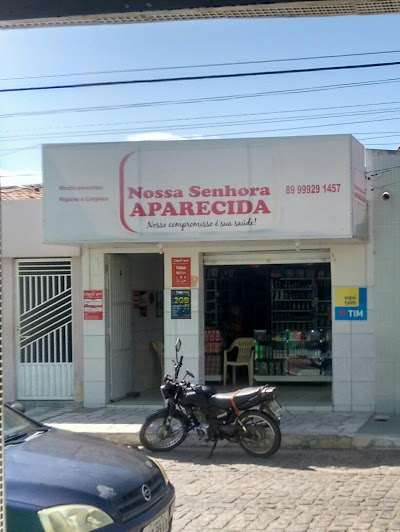 Medicamentos
Higiene e Limpeza
Nossa Senhora
APARECIDA
Nosso compromisso é sua saúde!
89 99929 1457
TIM